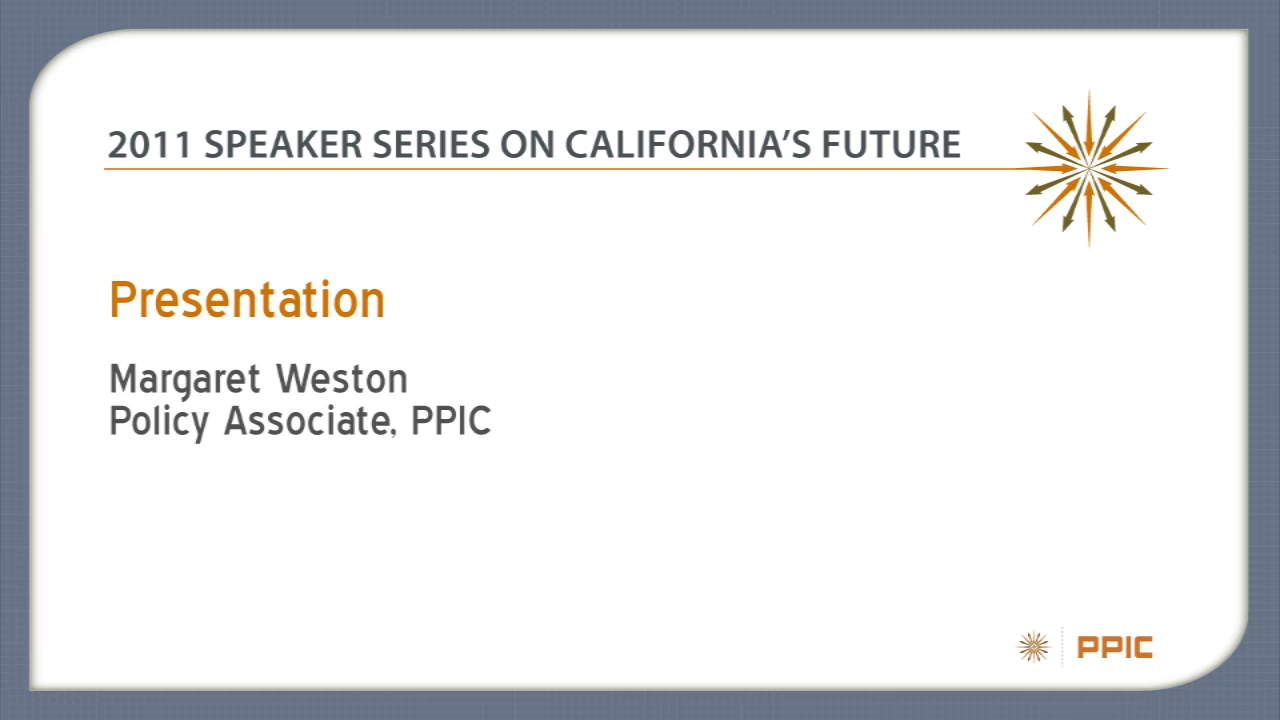 2011 SPEAKER SERIES ON CALIFORNIA’S FUTURE
Presentation
Margaret Weston
Policy Associate, PPIC
PPIC